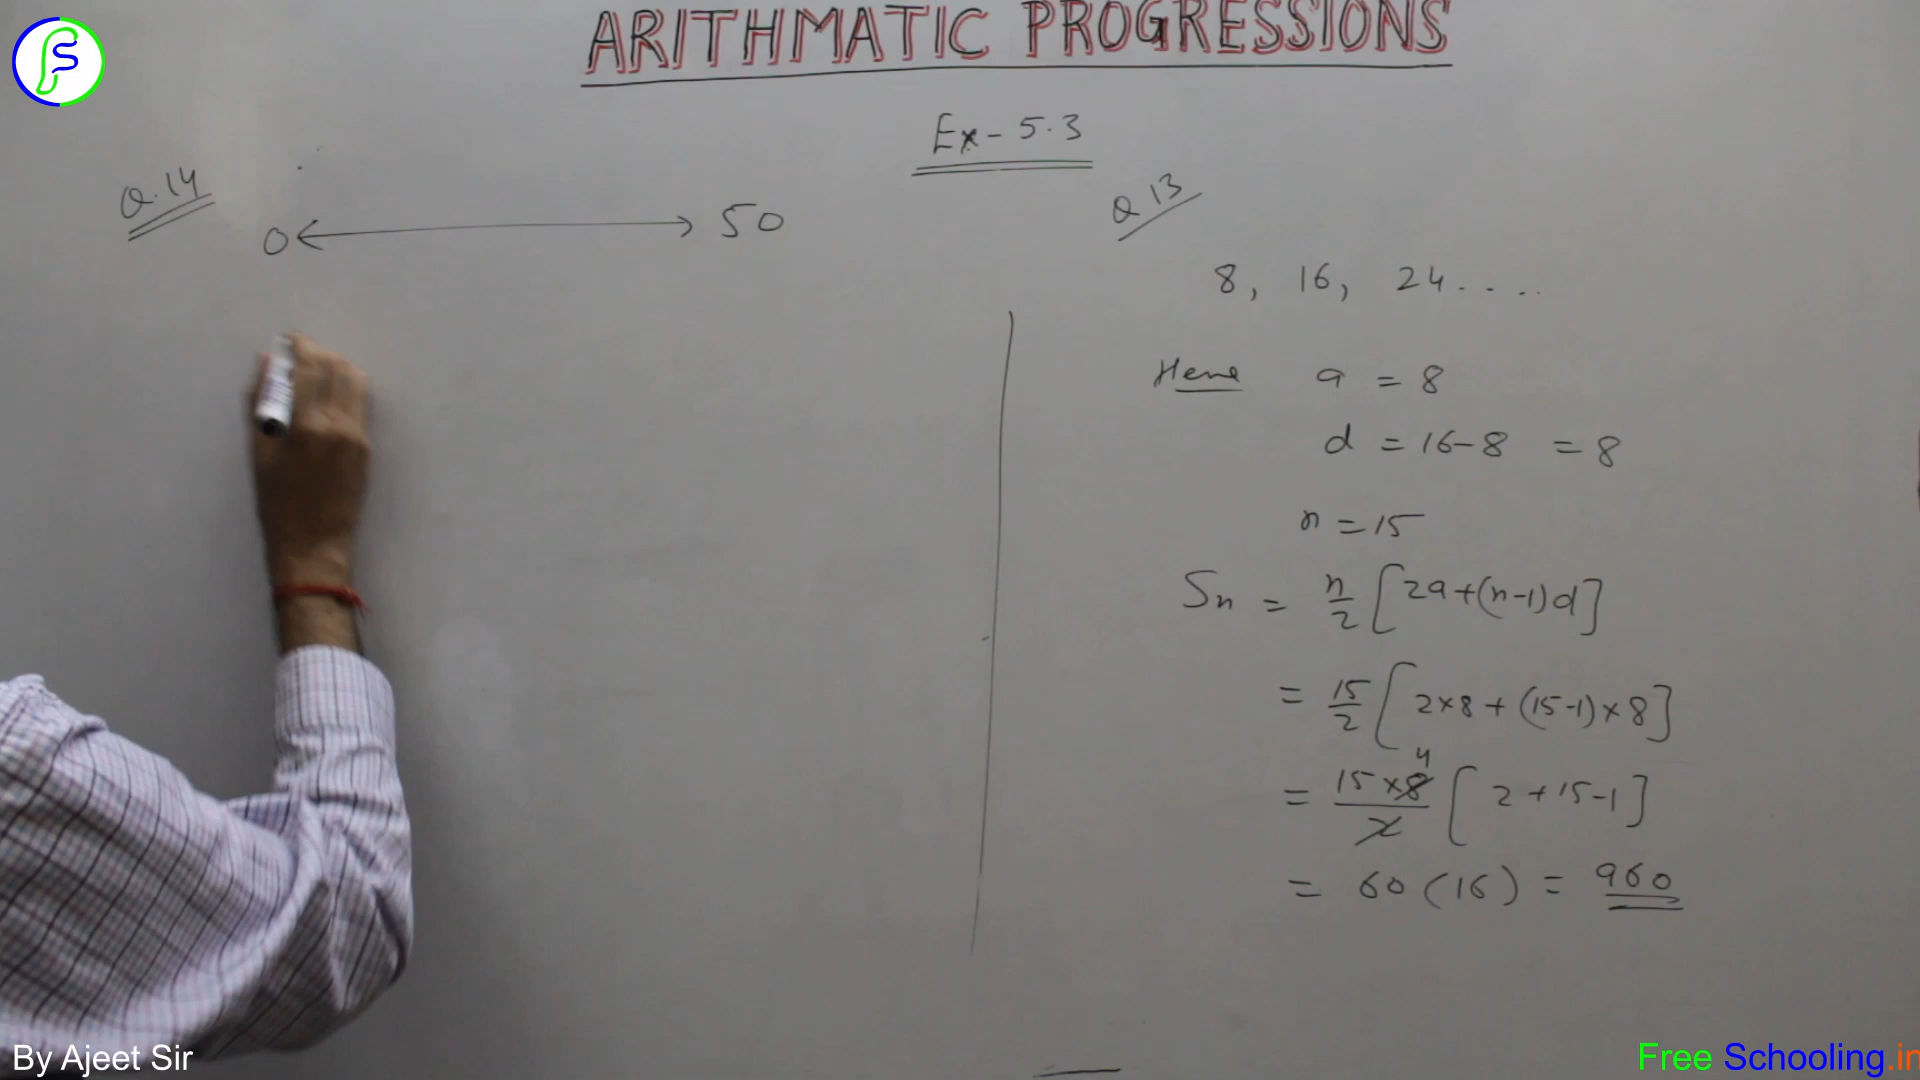 ARITHMATIC PROGRESSIONS
Ex - 5.3
Q.14
0 50
Q 13
8, 16, 24....
Here a = 8
d = 16-8 = 8
n = 15
Sn = n/2 [2a+(n-1)d]
= 15/2 [2×8 + (15-1)×8]
= 15×8/2 4 [2+15-1]
= 60 (16) = 960
By Ajeet Sir
Free Schooling.in